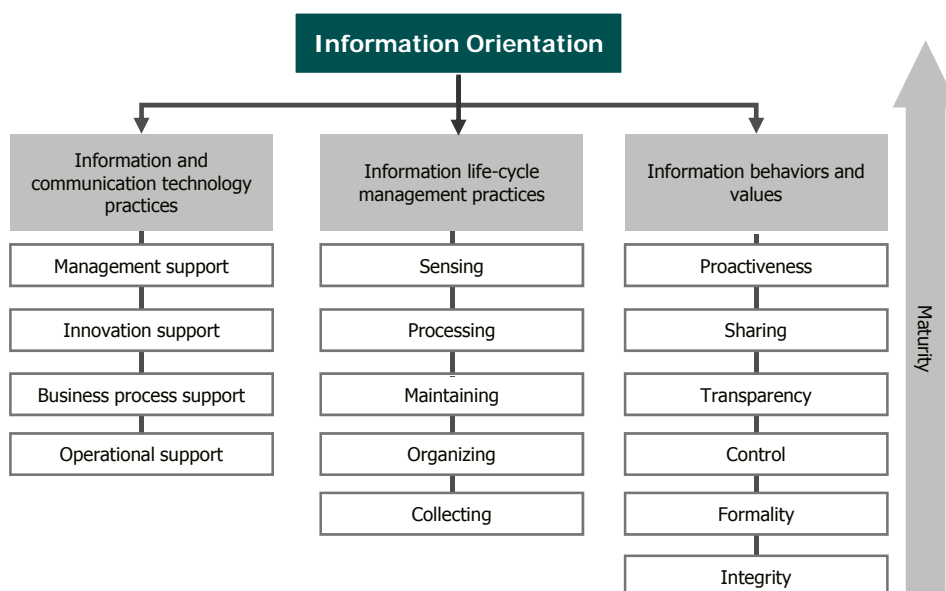 Information Orientation
Information and
communication technology
practices
Management support
Innovation support
Business process support
Operational support
Information life-cycle
management practices
Sensing
Processing
Maintaining
Organizing
Collecting
Information behaviors and
values
Proactiveness
Sharing
Transparency
Control
Formality
Integrity
Maturity